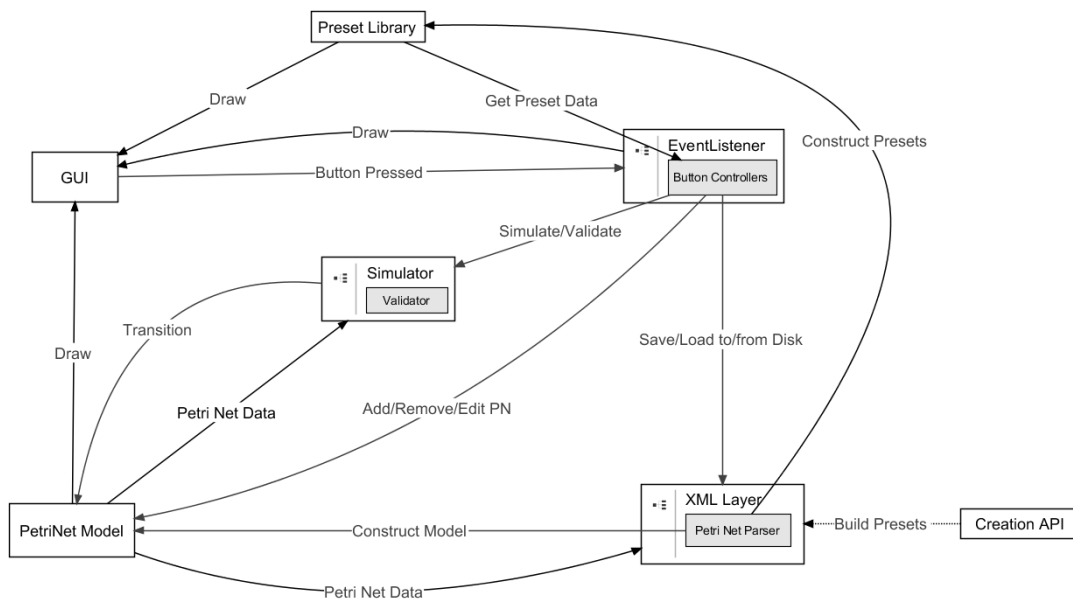 Preset Library
Draw
Get Preset Data
Draw
EventListener
Construct Presets
GUI
Button Pressed
Button Controllers
Simulate/Validate
Simulator
Validator
Transition
Save/Load to/from Disk
Draw
Petri Net Data
Add/Remove/Edit PN
XML Layer
PetriNet Model
Construct Model
Petri Net Parser
Build Presets
Creation API
Petri Net Data